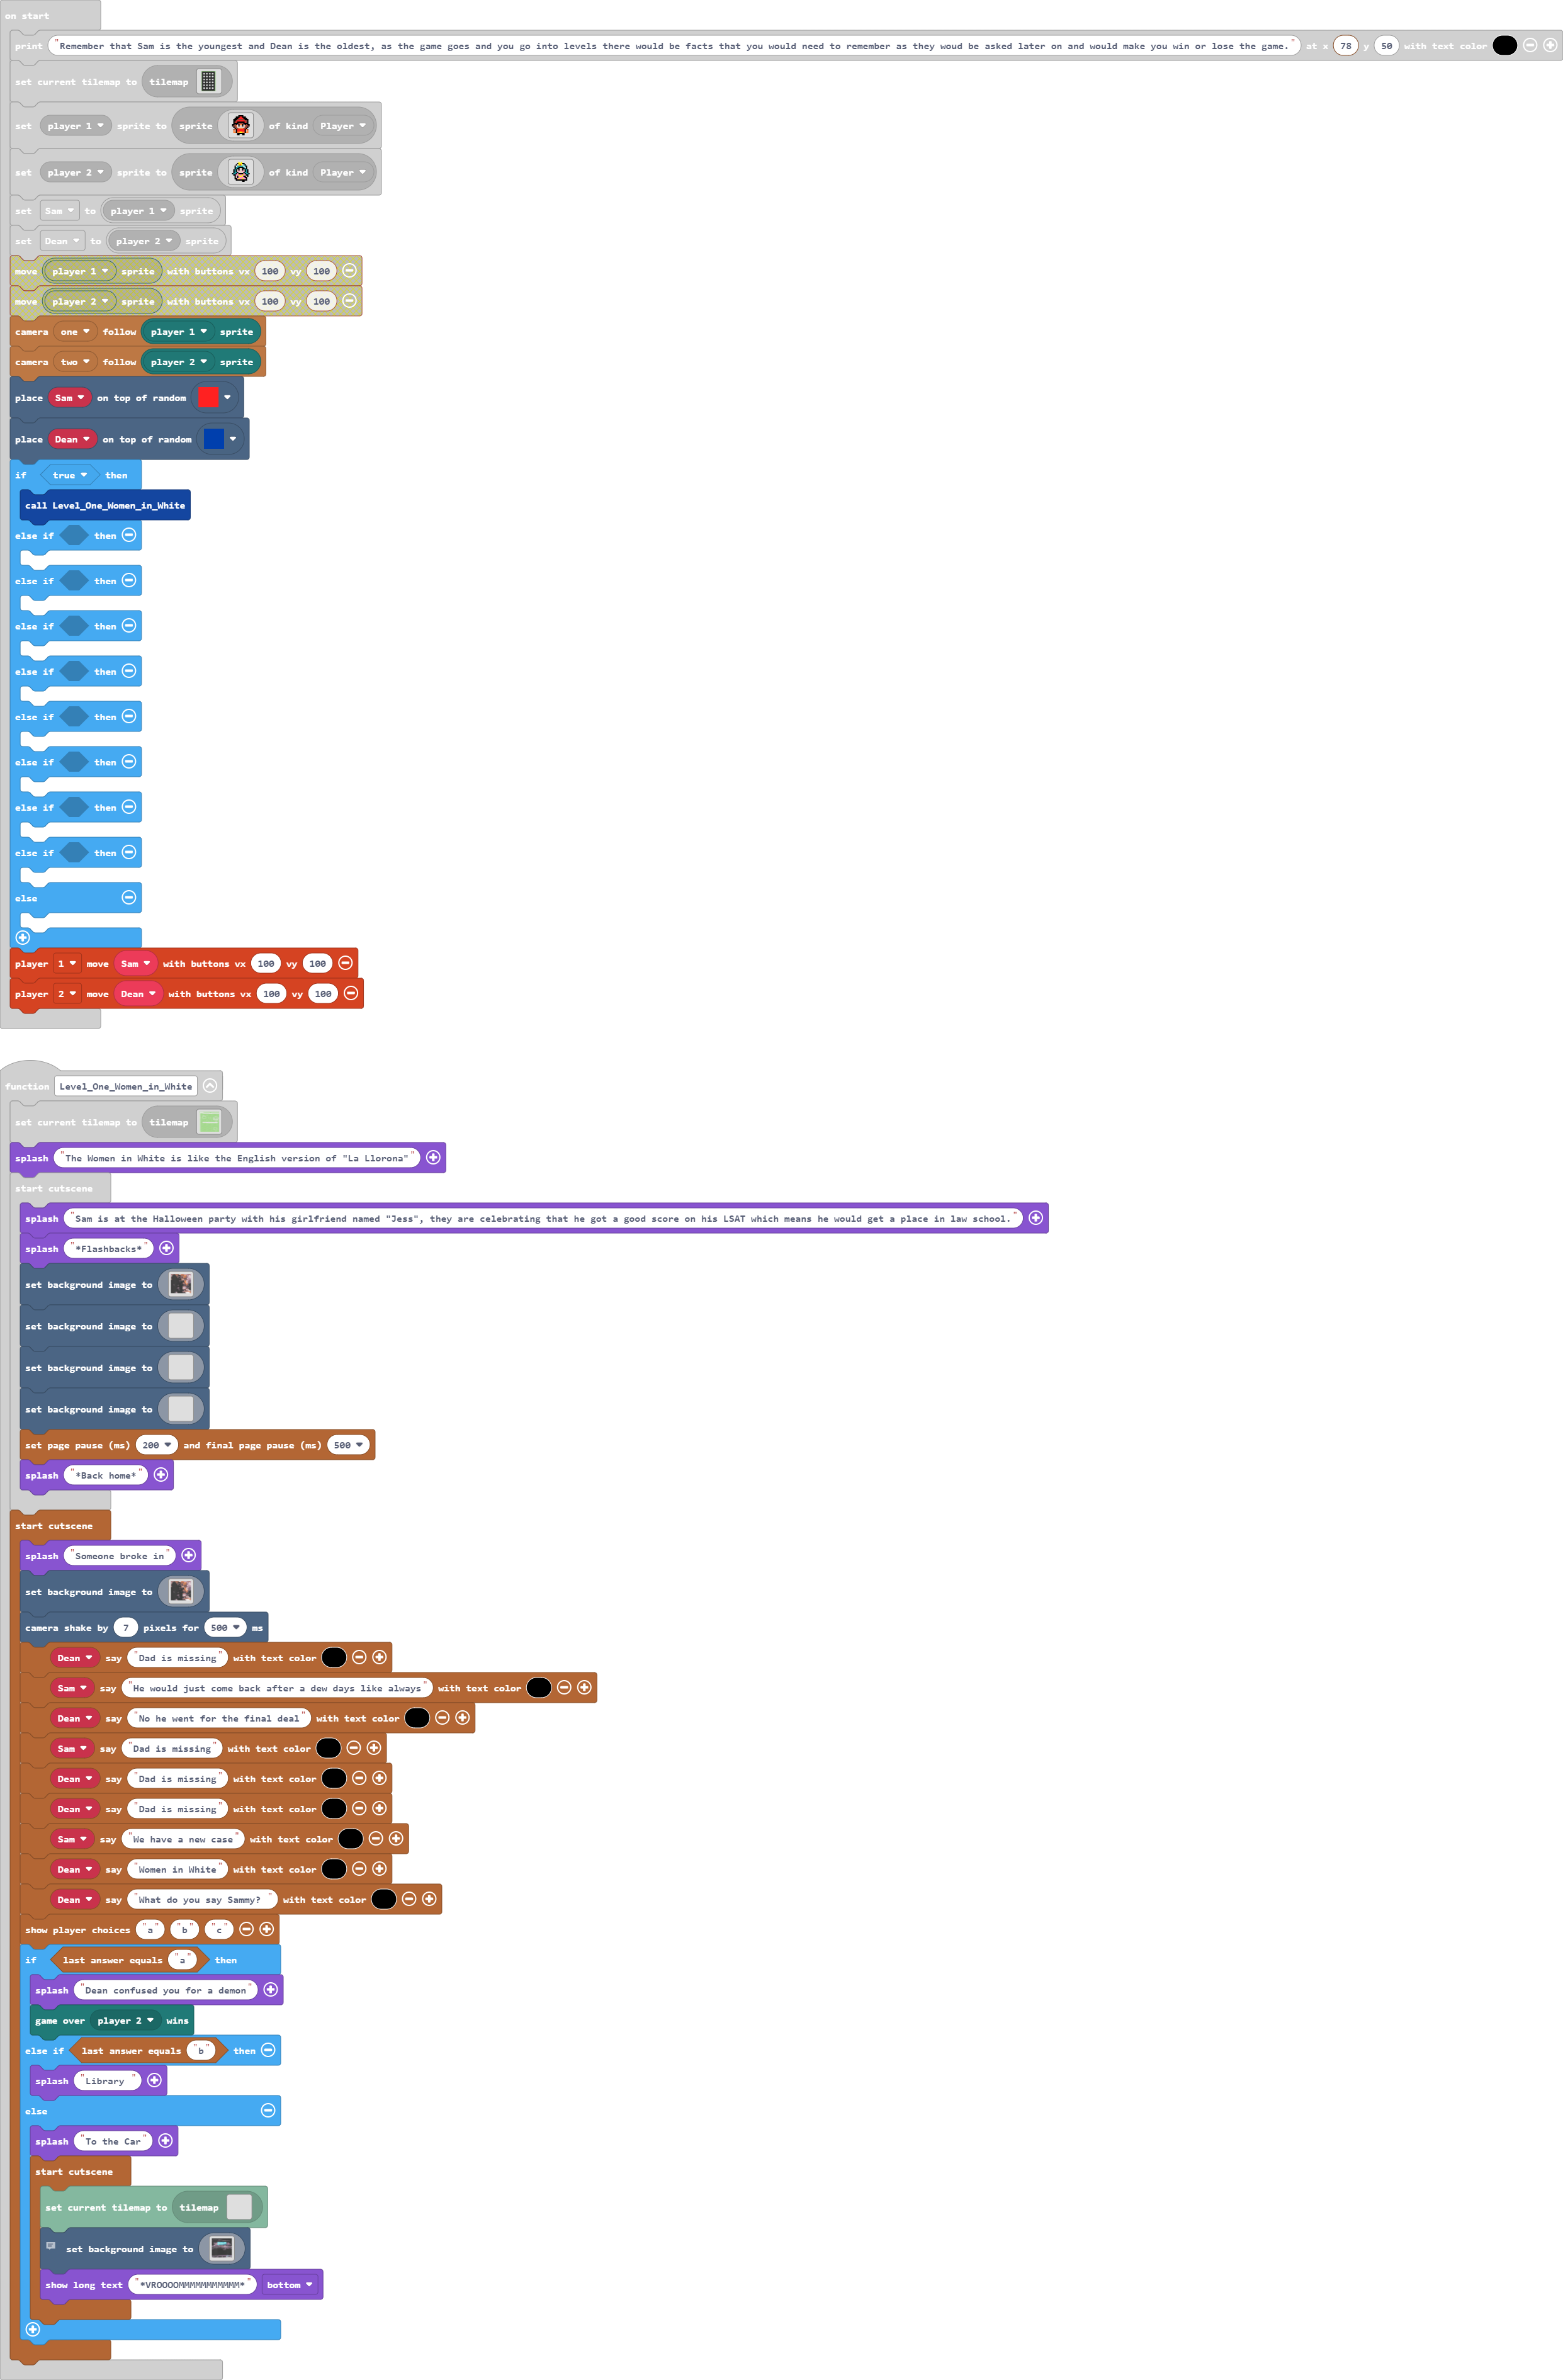 on start
print "Remember that Sam is the youngest and Dean is the oldest, as the game goes and you go into levels there would be facts that you would need to remember as they woud be asked later on and would make you win or lose the game." at x 78 y 50 with text color
set current tilemap to tilemap
set player 1 sprite to sprite of kind Player
set player 2 sprite to sprite of kind Player
set Sam to player 1 sprite
set Dean to player 2 sprite
move player 1 sprite with buttons vx 100 vy 100
move player 2 sprite with buttons vx 100 vy 100
camera one follow player 1 sprite
camera two follow player 2 sprite
place Sam on top of random
place Dean on top of random
if true then
call Level_One_Women_in_White
else if then
else if then
else if then
else if then
else if then
else if then
else if then
else if then
else
player 1 move Sam with buttons vx 100 vy 100
player 2 move Dean with buttons vx 100 vy 100
function Level_One_Women_in_White
set current tilemap to tilemap
splash "The Women in White is like the English version of "La Llorona""
start cutscene
splash "Sam is at the Halloween party with his girlfriend named "Jess", they are celebrating that he got a good score on his LSAT which means he would get a place in law school."
splash "*Flashbacks*"
set background image to
set background image to
set background image to
set background image to
set page pause (ms) 200 and final page pause (ms) 500
splash "*Back home*"
start cutscene
splash "Someone broke in"
set background image to
camera shake by 7 pixels for 500 ms
Dean say "Dad is missing" with text color
Sam say "He would just come back after a dew days like always" with text color
Dean say "No he went for the final deal" with text color
Sam say "Dad is missing" with text color
Dean say "Dad is missing" with text color
Dean say "Dad is missing" with text color
Sam say "We have a new case" with text color
Dean say "Women in White" with text color
Dean say "What do you say Sammy? " with text color
show player choices "a" "b" "c"
if last answer equals "a" then
splash "Dean confused you for a demon"
game over player 2 wins
else if last answer equals "b" then
splash "Library "
else
splash "To the Car"
start cutscene
set current tilemap to tilemap
set background image to
show long text "*VROOOOMMMMMMMMMMM*" bottom